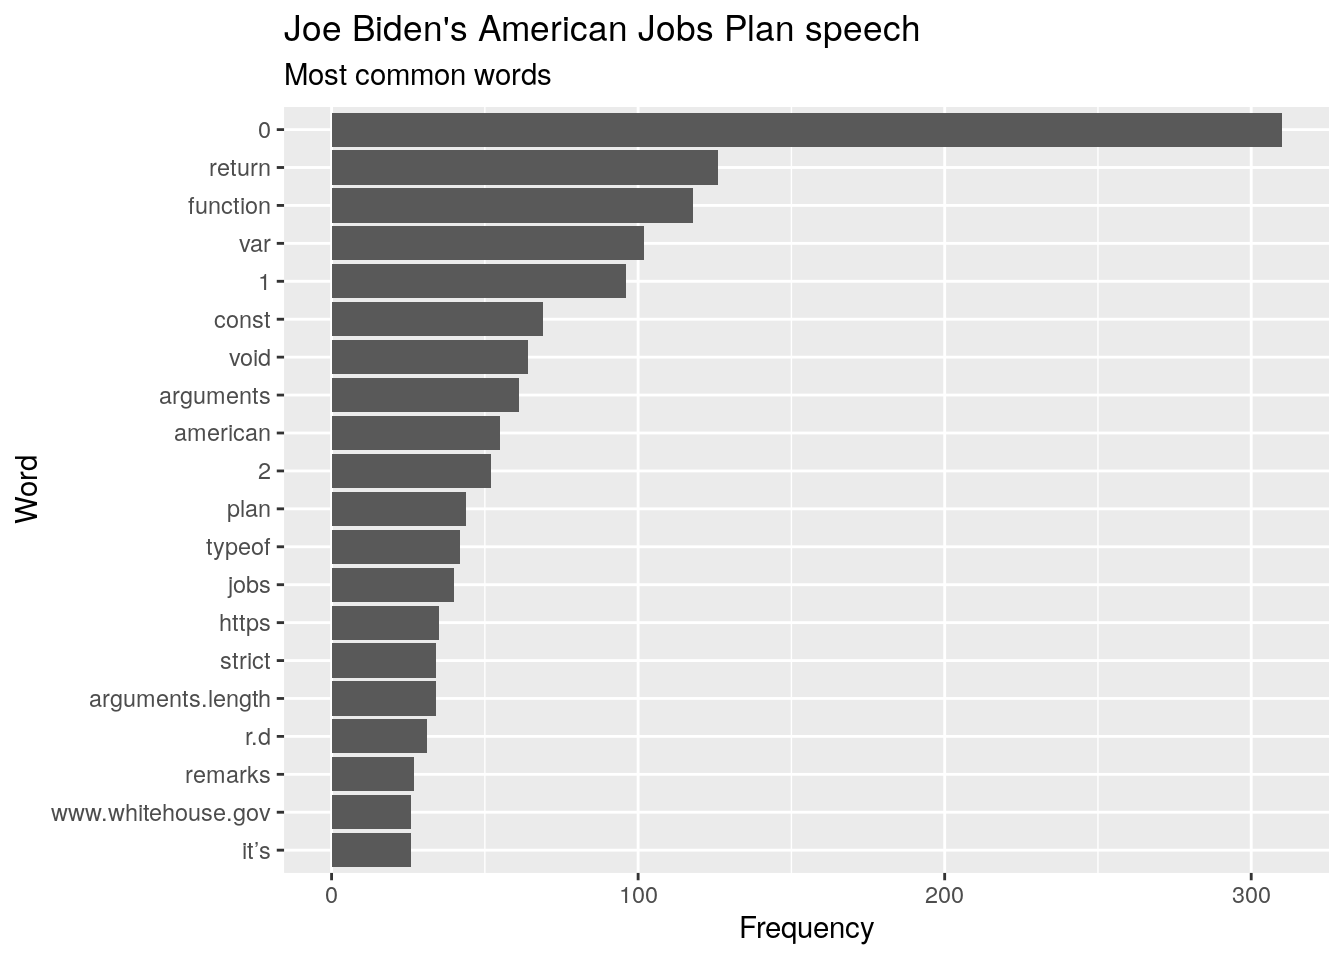 Joe Biden's American Jobs Plan speech
Most common words
0
return
function
var
1
const
void
arguments
american
2
plan
typeof
jobs
https
strict
arguments.length
r.d
remarks
www.whitehouse.gov
it’s
Word
0 100 200 300
Frequency